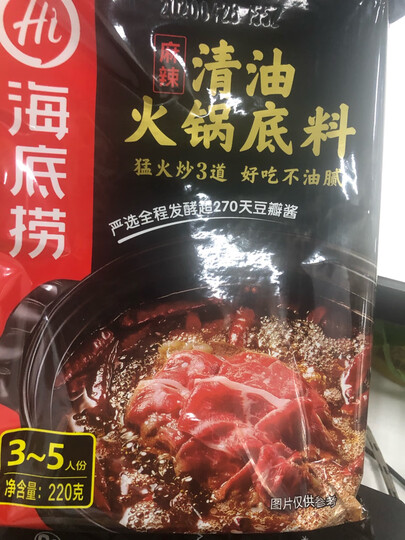 Hi
海底捞
麻辣
清油
火锅底料
猛火炒3道 好吃不油腻
严选全程发酵超270天豆瓣酱
3~5人份
净含量: 220克
图片仅供参考